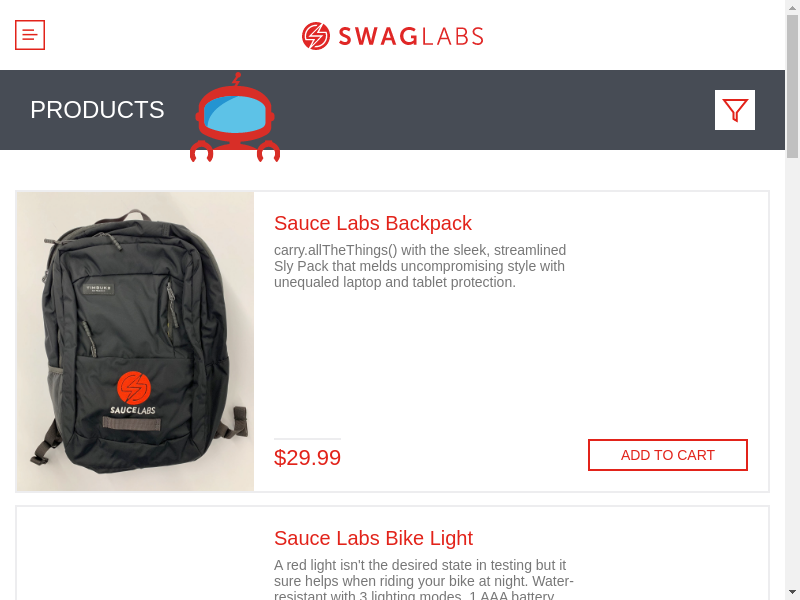 SWAGLABS
PRODUCTS
Sauce Labs Backpack
carry.allTheThings() with the sleek, streamlined
Sly Pack that melds uncompromising style with
unequaled laptop and tablet protection.
SAUCELABS
$29.99
ADD TO CART
Sauce Labs Bike Light
A red light isn't the desired state in testing but it
sure helps when riding your bike at night. Water-
resistant with 3 lighting modes, 1 AAA battery